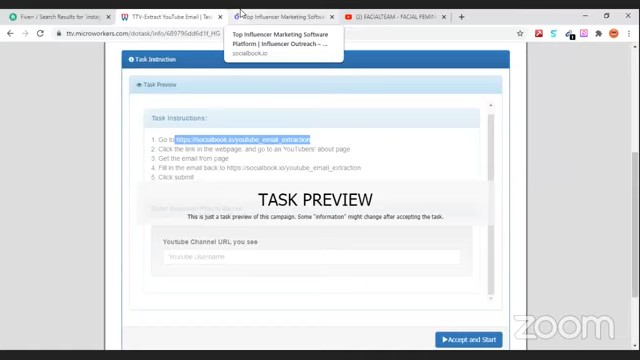 Fiverr / Search Results for 'instag
TTV-Extract YouTube Email | Tas
Top Influencer Marketing Softwa
(2) FACIALTEAM - FACIAL FEMINI
ttv.microworkers.com/dotask/info/689796dd6d1f_HG
Top Influencer Marketing Software
Platform | Influencer Outreach – ...
socialbook.io
Task Instruction
Task Preview
Task Instructions:
1. Go to https://socialbook.io/youtube_email_extraction
2. Click the link in the webpage, and go to an YouTubers' about page
3. Get the email from page
4. Fill in the email back to https://socialbook.io/youtube_email_extraction
5. Click submit
TASK PREVIEW
This is just a task preview of this campaign. Some "information" might change after accepting the task.
Youtube Channel URL you see
Youtube Username
Accept and Start
zoom